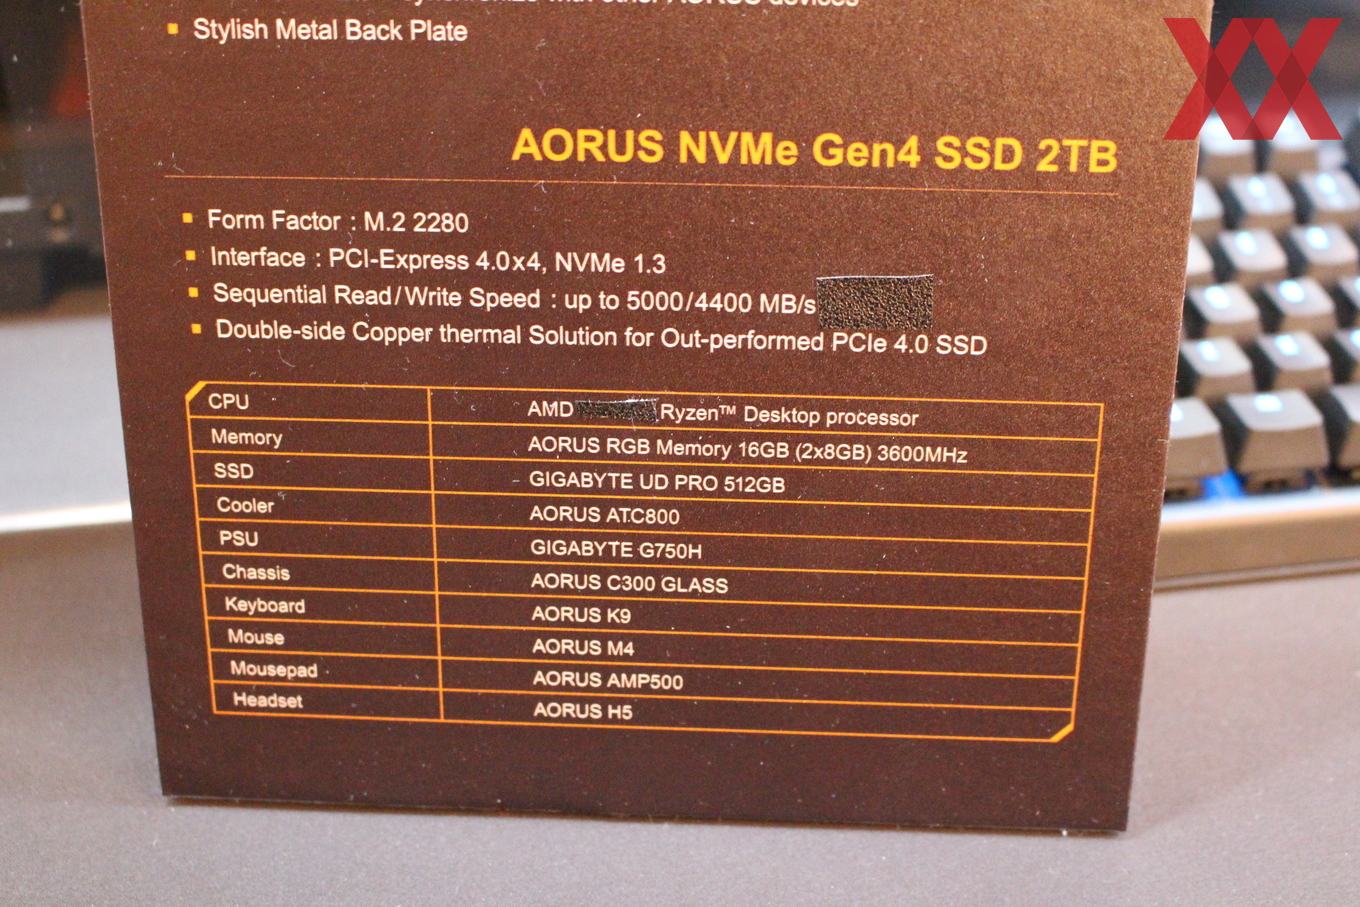 Stylish Metal Back Plate
AORUS NVMe Gen4 SSD 2TB
Form Factor : M.2 2280
Interface : PCI-Express 4.0x4, NVMe 1.3
Sequential Read/Write Speed : up to 5000/4400 MB/s
Double-side Copper thermal Solution for Out-performed PCIe 4.0 SSD
CPU AMD Ryzen™ Desktop processor
Memory AORUS RGB Memory 16GB (2x8GB) 3600MHz
SSD GIGABYTE UD PRO 512GB
Cooler AORUS ATC800
PSU GIGABYTE G750H
Chassis AORUS C300 GLASS
Keyboard AORUS K9
Mouse AORUS M4
Mousepad AORUS AMP500
Headset AORUS H5